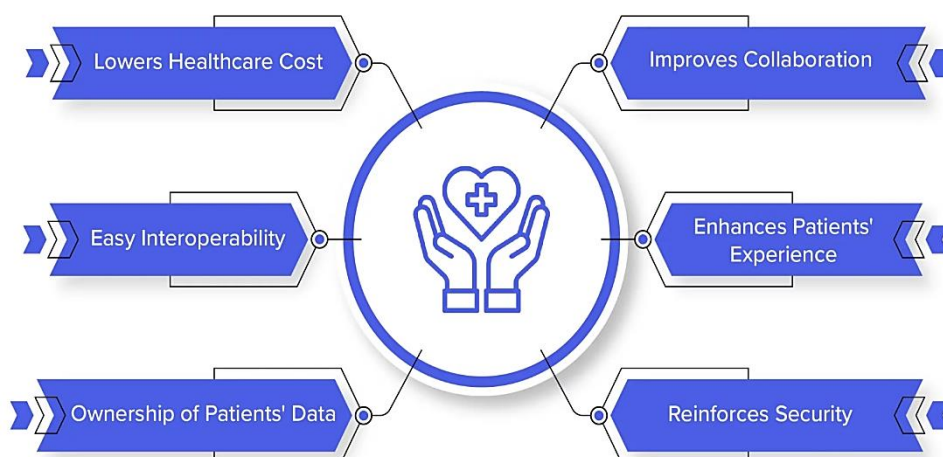 Lowers Healthcare Cost
Improves Collaboration
Easy Interoperability
Enhances Patients'
Experience
Ownership of Patients' Data
Reinforces Security